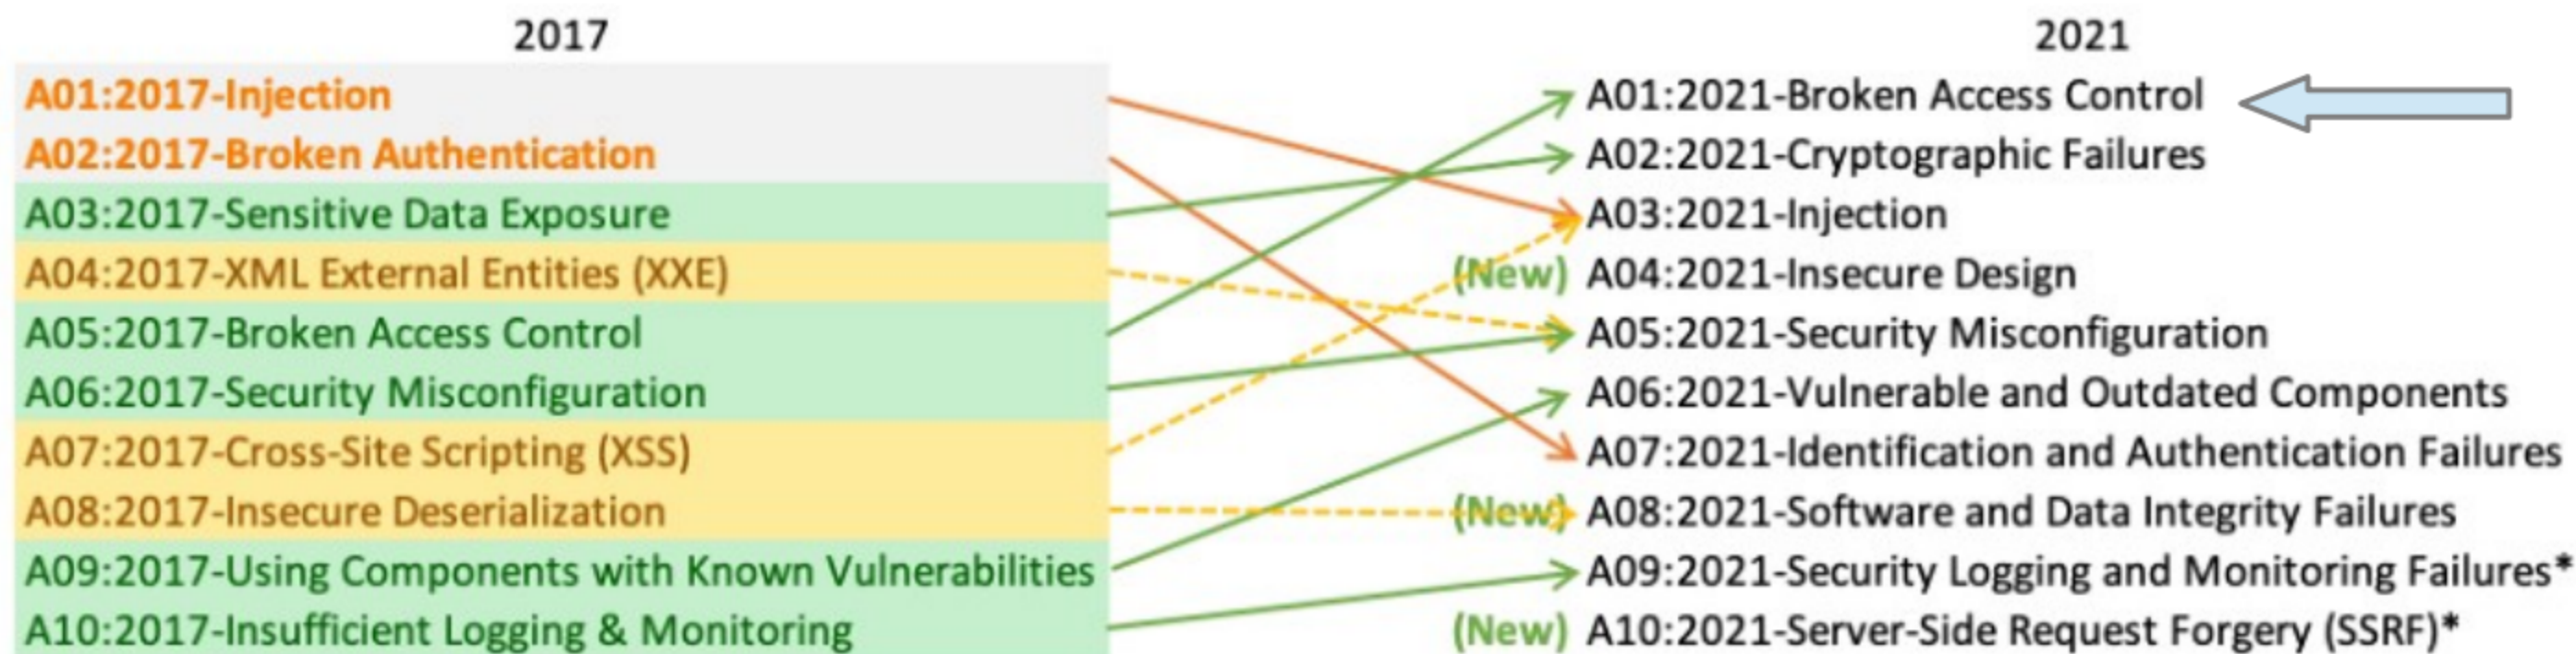 2017
A01:2017-Injection
A02:2017-Broken Authentication
A03:2017-Sensitive Data Exposure
A04:2017-XML External Entities (XXE)
A05:2017-Broken Access Control
A06:2017-Security Misconfiguration
A07:2017-Cross-Site Scripting (XSS)
A08:2017-Insecure Deserialization
A09:2017-Using Components with Known Vulnerabilities
A10:2017-Insufficient Logging & Monitoring
2021
A01:2021-Broken Access Control
A02:2021-Cryptographic Failures
A03:2021-Injection
(New) A04:2021-Insecure Design
A05:2021-Security Misconfiguration
A06:2021-Vulnerable and Outdated Components
A07:2021-Identification and Authentication Failures
(New) A08:2021-Software and Data Integrity Failures
A09:2021-Security Logging and Monitoring Failures*
(New) A10:2021-Server-Side Request Forgery (SSRF)*